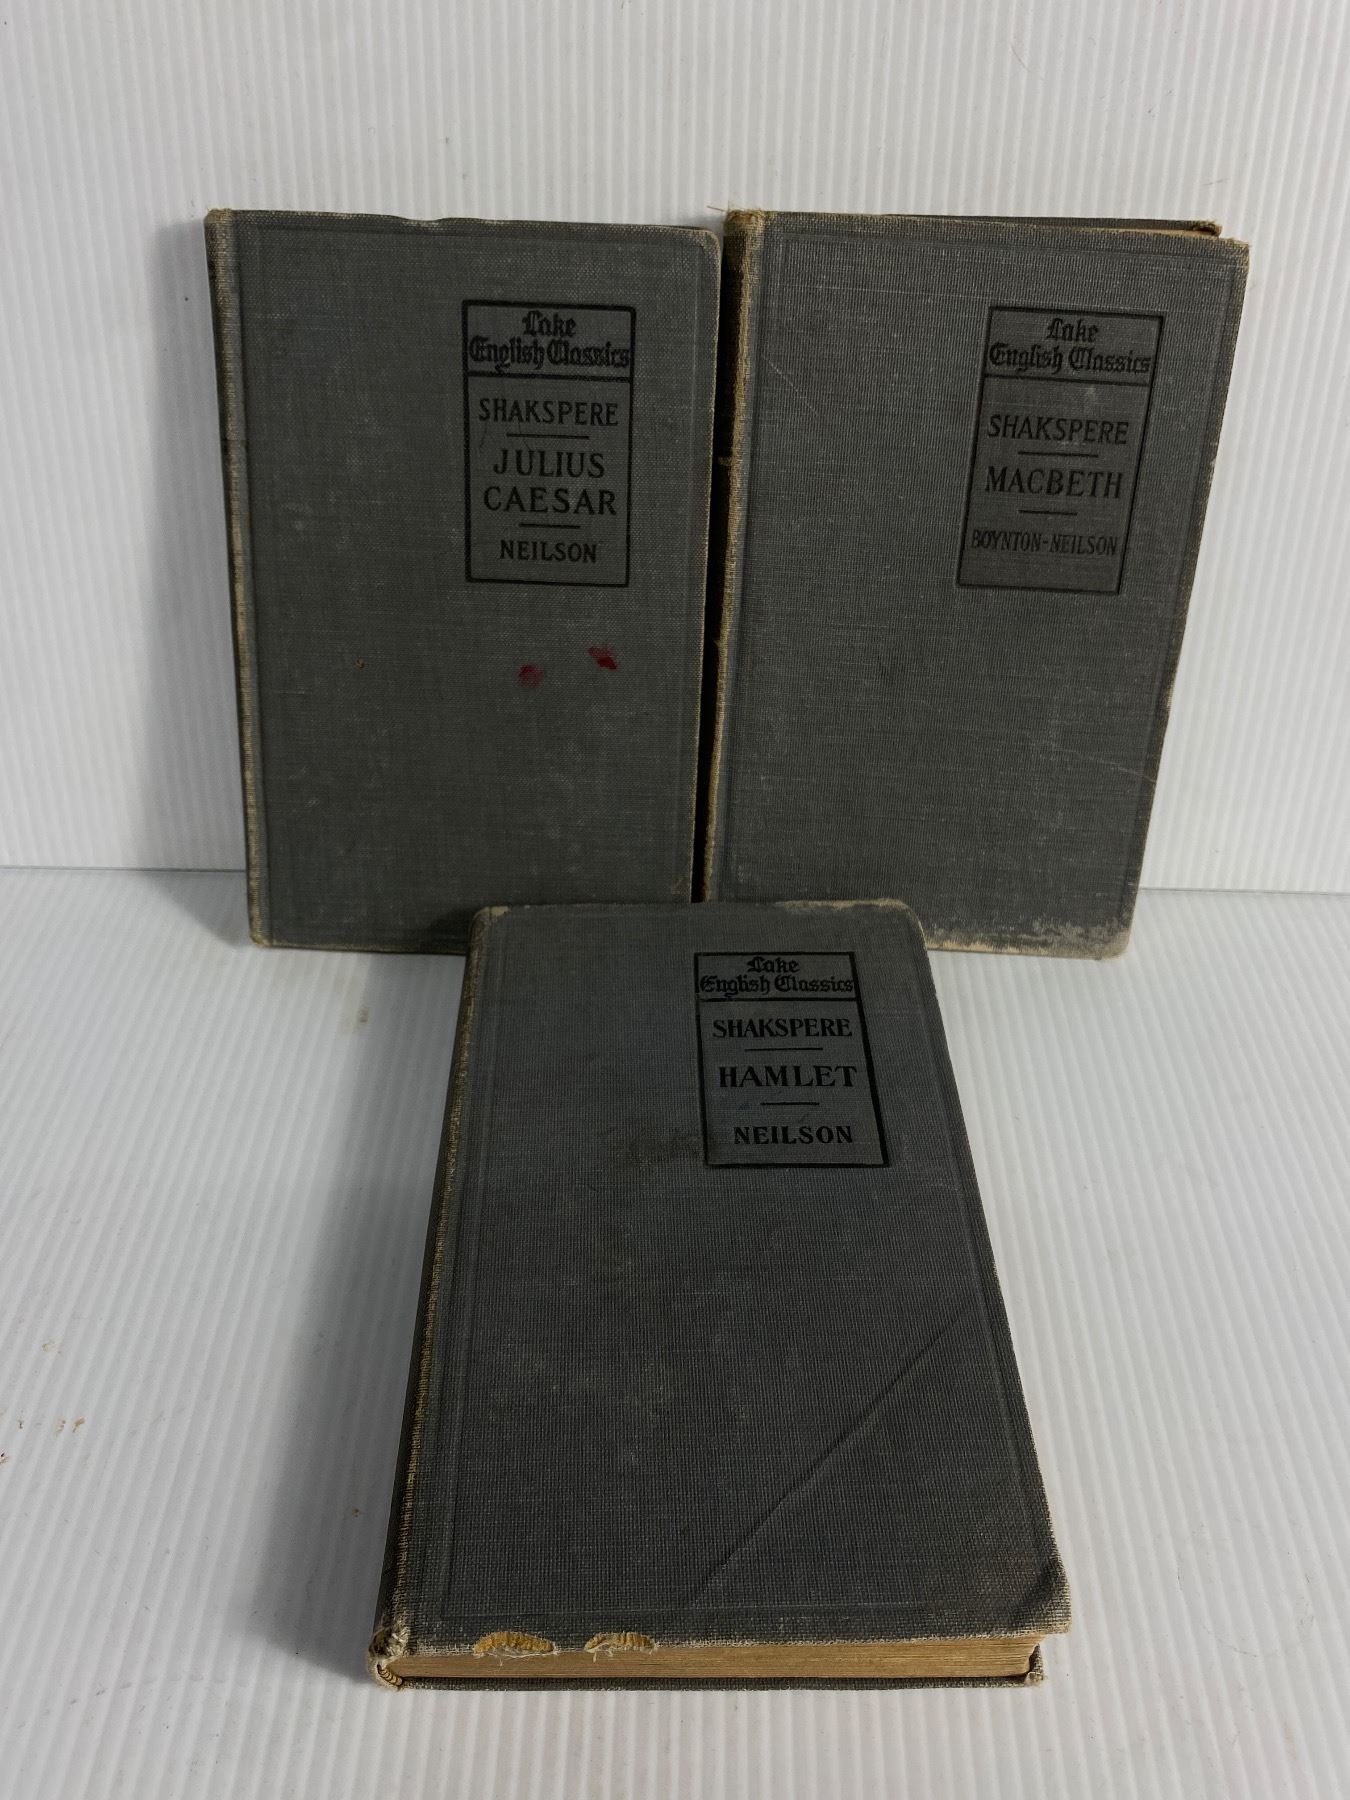 Lake
English Classics
SHAKSPERE
JULIUS
CAESAR
NEILSON
Lake
English Classics
SHAKSPERE
MACBETH
BOYNTON-NEILSON
Lake
English Classics
SHAKSPERE
HAMLET
NEILSON